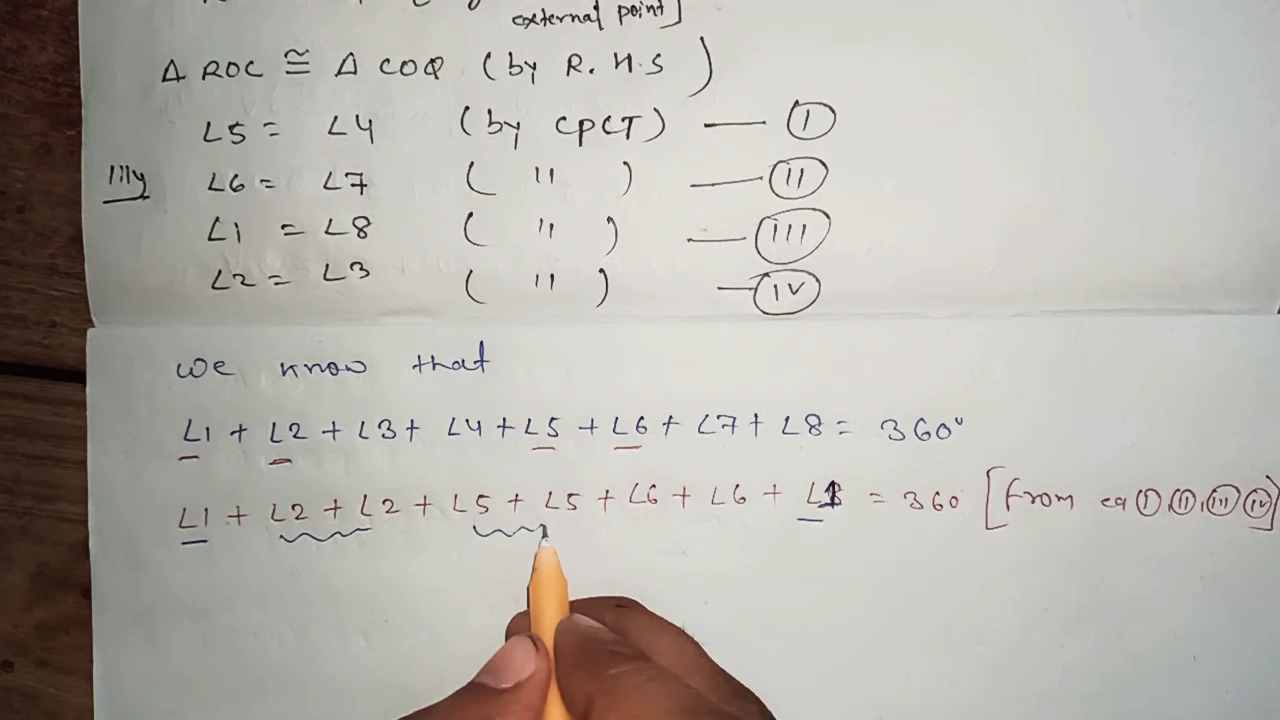 external point]
Δ ROC ≅ Δ COQ (by R.H.S)
∠5 = ∠4 (by CPCT) — I
111ly ∠6 = ∠7 ( " ) — II
∠1 = ∠8 ( " ) — III
∠2 = ∠3 ( " ) — IV
we know that
∠1 + ∠2 + ∠3 + ∠4 + ∠5 + ∠6 + ∠7 + ∠8 = 360°
∠1 + ∠2 + ∠2 + ∠5 + ∠5 + ∠6 + ∠6 + ∠1 = 360 [from eq I, II, III IV]